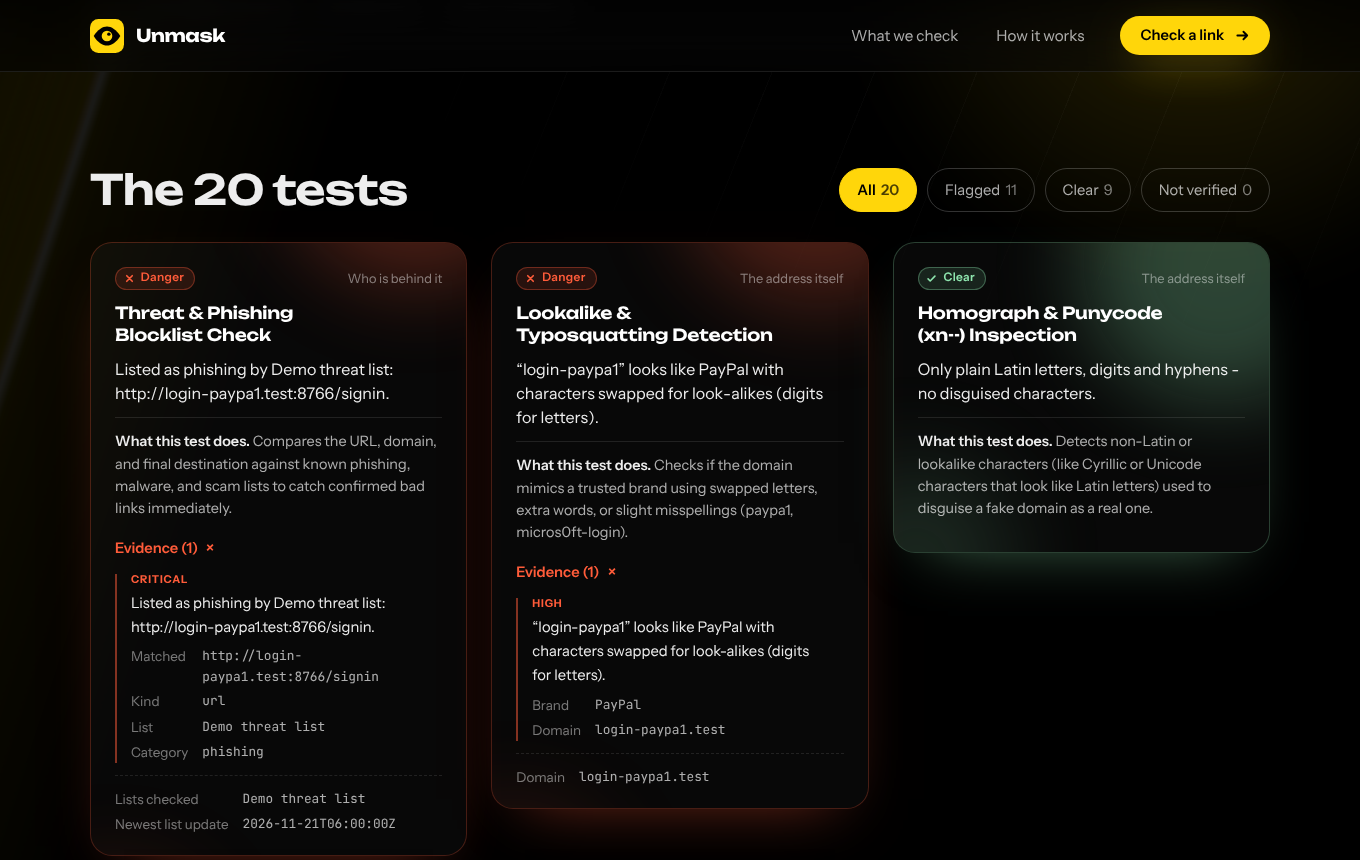 Unmask
What we check
How it works
Check a link →
The 20 tests
All 20
Flagged 11
Clear 9
Not verified 0
× Danger
Who is behind it
Threat & Phishing
Blocklist Check
Listed as phishing by Demo threat list:
http://login-paypa1.test:8766/signin.
What this test does. Compares the URL, domain,
and final destination against known phishing,
malware, and scam lists to catch confirmed bad
links immediately.
Evidence (1) ×
CRITICAL
Listed as phishing by Demo threat list:
http://login-paypa1.test:8766/signin.
Matched http://login-
paypa1.test:8766/signin
Kind url
List Demo threat list
Category phishing
Lists checked Demo threat list
Newest list update 2026-11-21T06:00:00Z
× Danger
The address itself
Lookalike &
Typosquatting Detection
“login-paypa1” looks like PayPal with
characters swapped for look-alikes (digits
for letters).
What this test does. Checks if the domain
mimics a trusted brand using swapped letters,
extra words, or slight misspellings (paypa1,
micros0ft-login).
Evidence (1) ×
HIGH
“login-paypa1” looks like PayPal with
characters swapped for look-alikes (digits
for letters).
Brand PayPal
Domain login-paypa1.test
Domain login-paypa1.test
✓ Clear
The address itself
Homograph & Punycode
(xn--) Inspection
Only plain Latin letters, digits and hyphens -
no disguised characters.
What this test does. Detects non-Latin or
lookalike characters (like Cyrillic or Unicode
characters that look like Latin letters) used to
disguise a fake domain as a real one.